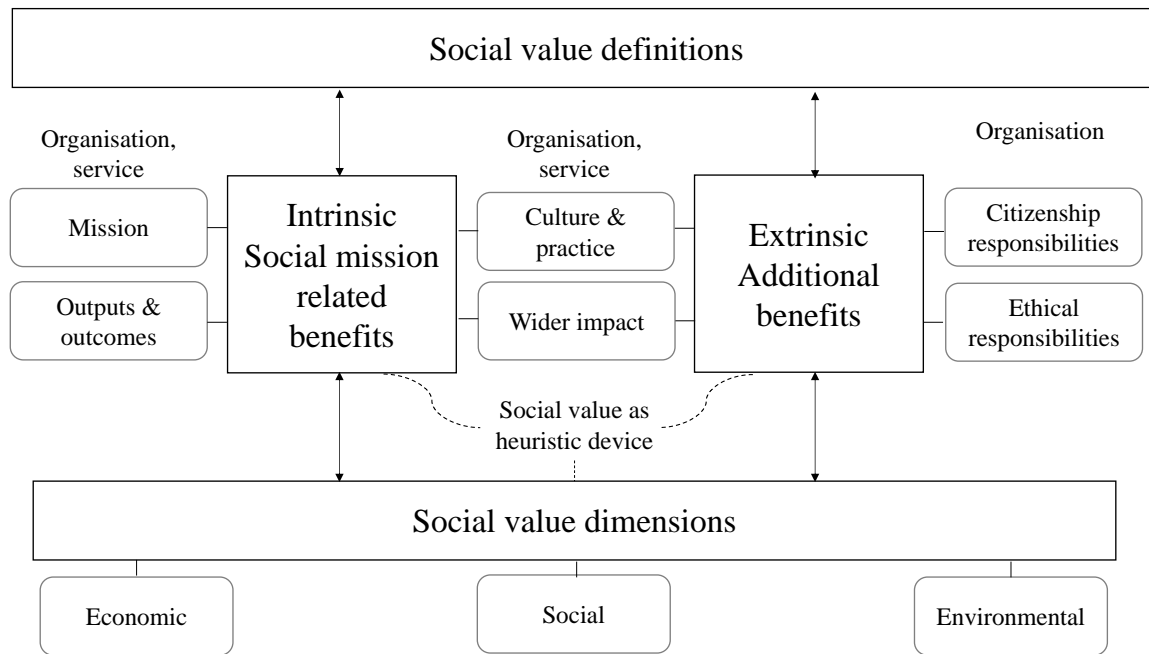 Social value definitions
Organisation,
service
Organisation,
service
Organisation
Mission
Outputs &
outcomes
Intrinsic
Social mission
related
benefits
Culture &
practice
Wider impact
Extrinsic
Additional
benefits
Citizenship
responsibilities
Ethical
responsibilities
Social value as
heuristic device
Social value dimensions
Economic
Social
Environmental